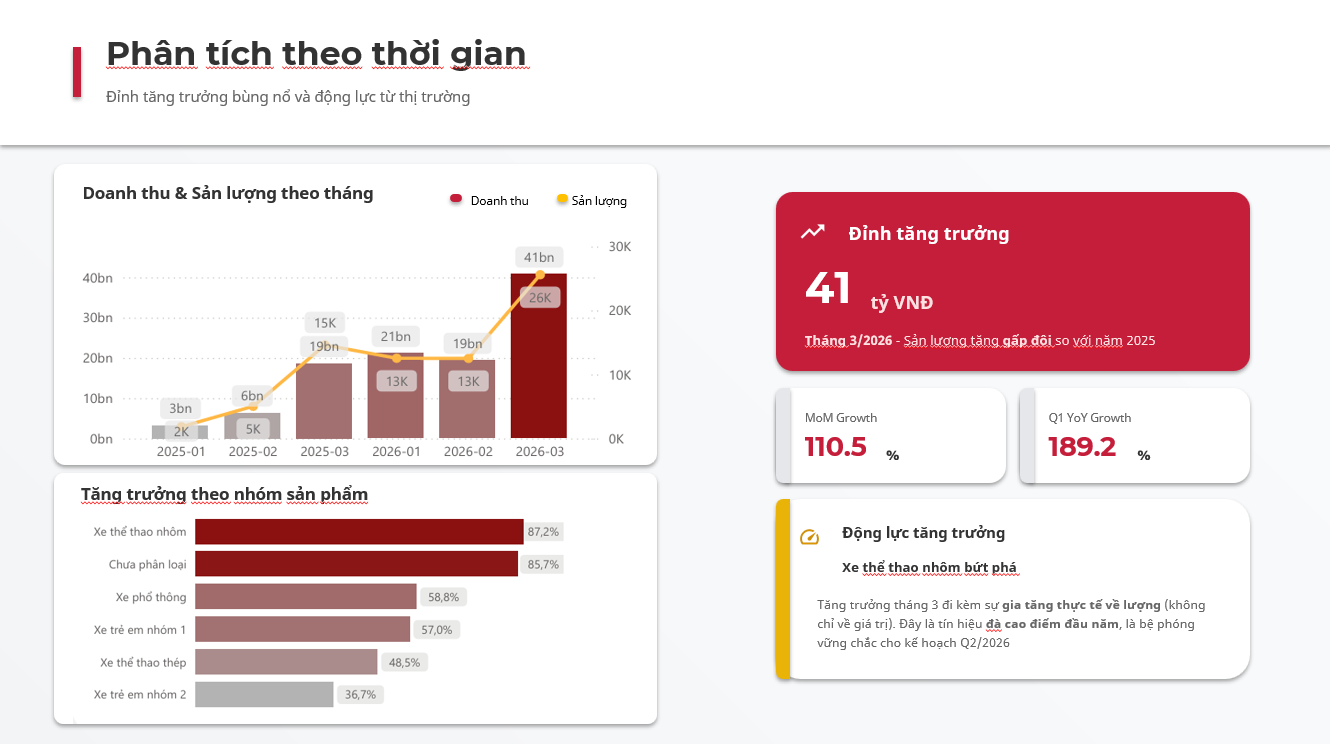 Phân tích theo thời gian
Đỉnh tăng trưởng bùng nổ và động lực từ thị trường
Doanh thu & Sản lượng theo tháng
Doanh thu
Sản lượng
40bn
30bn
20bn
10bn
0bn
30K
20K
10K
0K
3bn
2K
6bn
5K
15K
19bn
21bn
13K
19bn
13K
41bn
26K
2025-01
2025-02
2025-03
2026-01
2026-02
2026-03
Tăng trưởng theo nhóm sản phẩm
Xe thể thao nhôm 87,2%
Chưa phân loại 85,7%
Xe phổ thông 58,8%
Xe trẻ em nhóm 1 57,0%
Xe thể thao thép 48,5%
Xe trẻ em nhóm 2 36,7%
Đỉnh tăng trưởng
41 tỷ VNĐ
Tháng 3/2026 - Sản lượng tăng gấp đôi so với năm 2025
MoM Growth
110.5 %
Q1 YoY Growth
189.2 %
Động lực tăng trưởng
Xe thể thao nhôm bứt phá
Tăng trưởng tháng 3 đi kèm sự gia tăng thực tế về lượng (không
chỉ về giá trị). Đây là tín hiệu đà cao điểm đầu năm, là bệ phóng
vững chắc cho kế hoạch Q2/2026